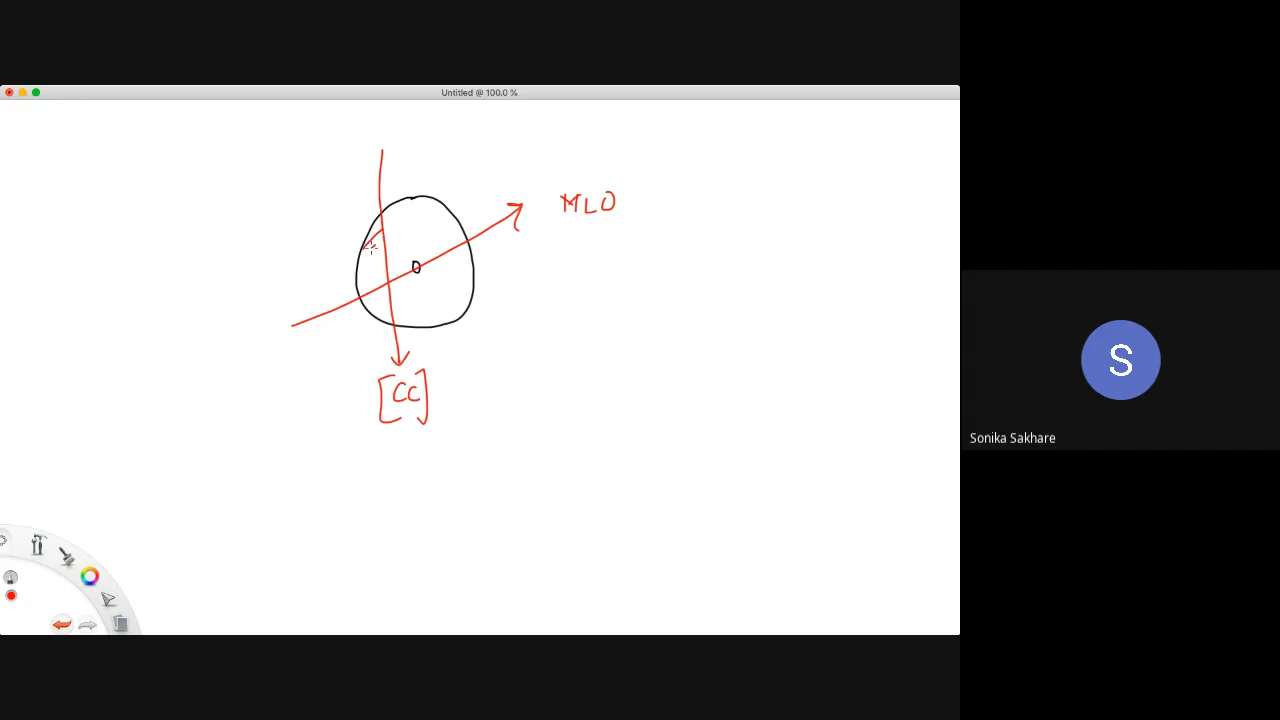 Untitled @ 100.0 %
MLO
[CC]
S
Sonika Sakhare